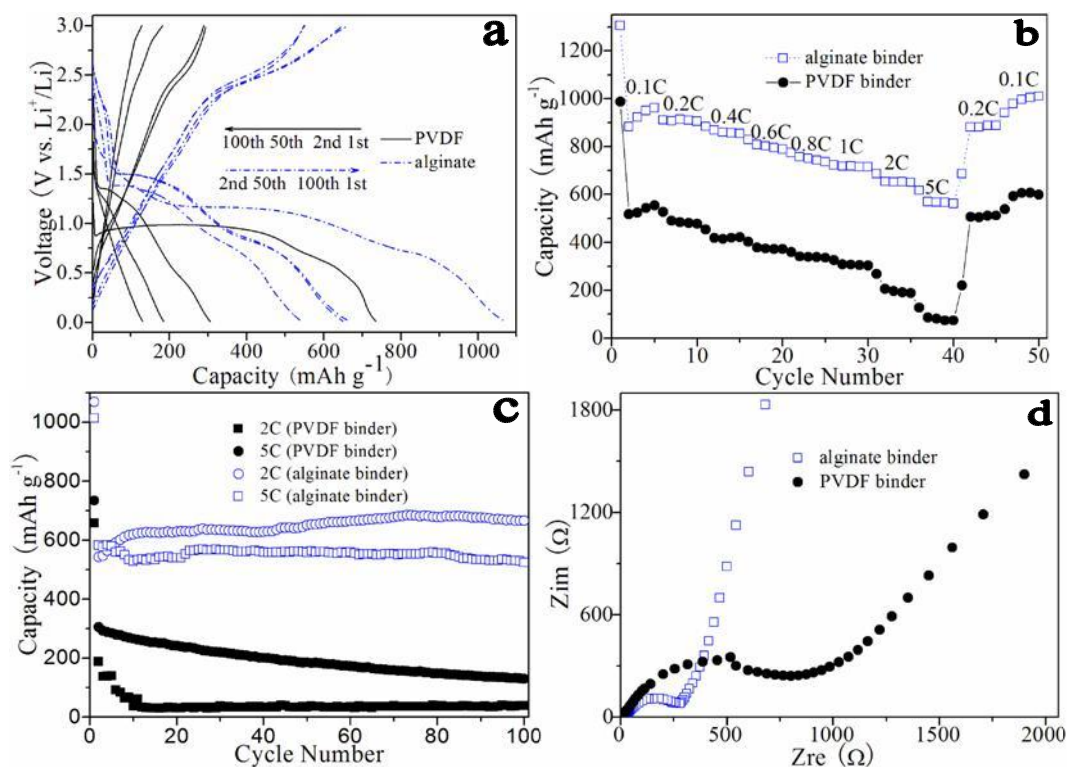 a
3.0
2.5
2.0
1.5
1.0
0.5
0.0
Voltage (V vs. Li⁺/Li)
100th 50th 2nd 1st
2nd 50th 100th 1st
PVDF
alginate
0 200 400 600 800 1000
Capacity (mAh g⁻¹)
b
1200
1000
800
600
400
200
0
Capacity (mAh g⁻¹)
alginate binder
PVDF binder
0.1C
0.2C
0.4C
0.6C
0.8C
1C
2C
5C
0.2C
0.1C
0 10 20 30 40 50
Cycle Number
c
1000
800
600
400
200
0
Capacity (mAh g⁻¹)
2C (PVDF binder)
5C (PVDF binder)
2C (alginate binder)
5C (alginate binder)
0 20 40 60 80 100
Cycle Number
d
1800
1200
600
0
Zim (Ω)
alginate binder
PVDF binder
0 500 1000 1500 2000
Zre (Ω)